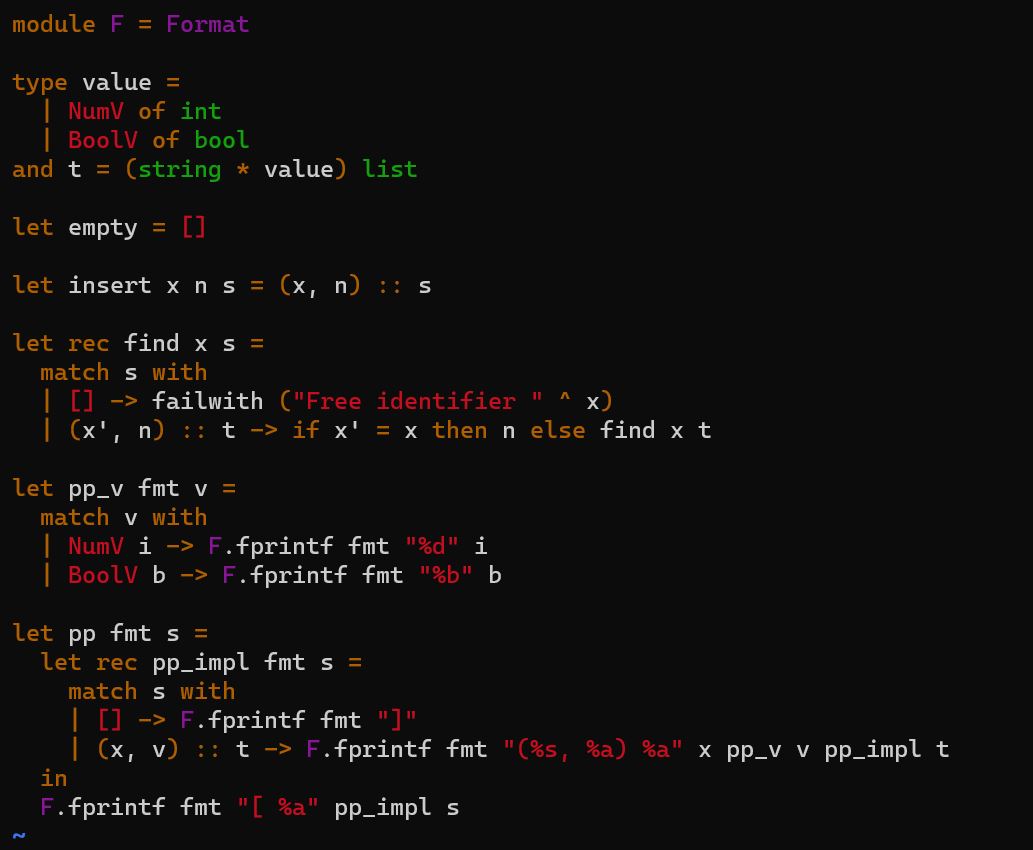 module F = Format

type value =
  | NumV of int
  | BoolV of bool
and t = (string * value) list

let empty = []

let insert x n s = (x, n) :: s

let rec find x s =
  match s with
  | [] -> failwith ("Free identifier " ^ x)
  | (x', n) :: t -> if x' = x then n else find x t

let pp_v fmt v =
  match v with
  | NumV i -> F.fprintf fmt "%d" i
  | BoolV b -> F.fprintf fmt "%b" b

let pp fmt s =
  let rec pp_impl fmt s =
    match s with
    | [] -> F.fprintf fmt "]"
    | (x, v) :: t -> F.fprintf fmt "(%s, %a) %a" x pp_v v pp_impl t
  in
  F.fprintf fmt "[ %a" pp_impl s
~